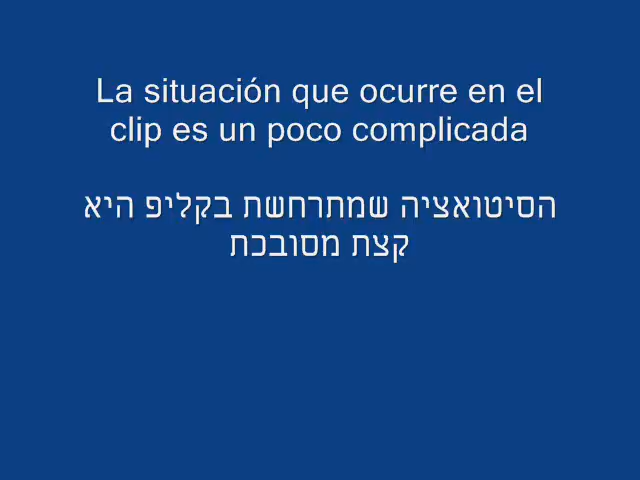 La situación que ocurre en el
clip es un poco complicada
הסיטואציה שמתרחשת בקליפ היא
קצת מסובכת